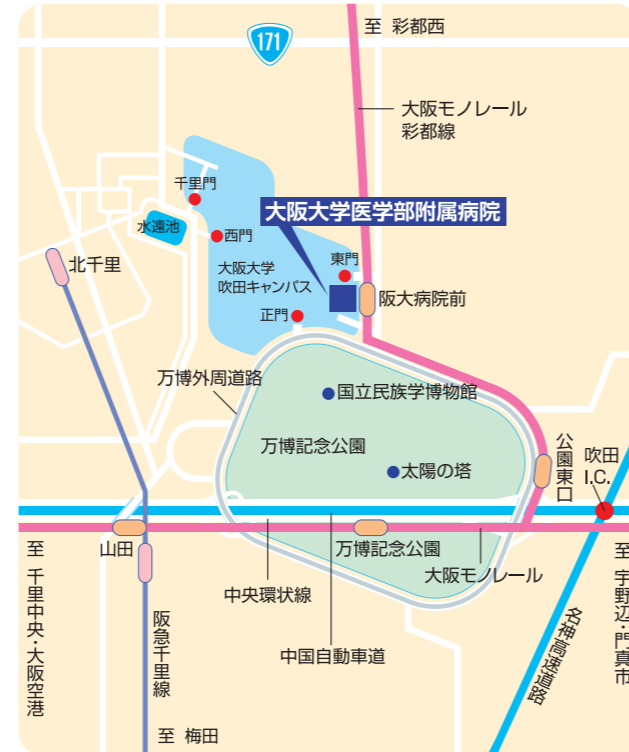 至 彩都西
171
大阪モノレール
彩都線
千里門
大阪大学医学部附属病院
水遠池
西門
東門
北千里
大阪大学
吹田キャンパス
阪大病院前
正門
万博外周道路
国立民族学博物館
万博記念公園
太陽の塔
公園東口
吹田
I.C.
山田
万博記念公園
大阪モノレール
至 千里中央・大阪空港
中央環状線
至 宇野辺・門真市
阪急千里線
中国自動車道
名神高速道路
至 梅田